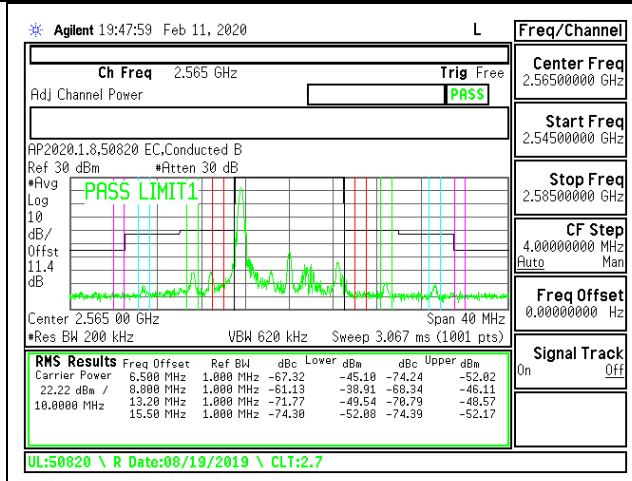 Agilent 19:47:59 Feb 11, 2020 L
Freq/Channel
Ch Freq 2.565 GHz Trig Free
Adj Channel Power PASS
AP2020.1.8,50820 EC,Conducted B
Ref 30 dBm #Atten 30 dB
#Avg
Log
10
dB/
Offst
11.4
dB
PASS LIMIT1
Center 2.565 00 GHz Span 40 MHz
#Res BW 200 kHz VBW 620 kHz Sweep 3.067 ms (1001 pts)
RMS Results Freq Offset Ref BW dBc Lower dBm dBc Upper dBm
Carrier Power 6.500 MHz 1.000 MHz -67.32 -45.10 -74.24 -52.02
22.22 dBm / 8.800 MHz 1.000 MHz -61.13 -38.91 -68.34 -46.11
10.0000 MHz 13.20 MHz 1.000 MHz -71.77 -49.54 -70.79 -48.57
15.50 MHz 1.000 MHz -74.30 -52.08 -74.39 -52.17
UL:50820 \ R Date:08/19/2019 \ CLT:2.7
Center Freq
2.56500000 GHz
Start Freq
2.54500000 GHz
Stop Freq
2.58500000 GHz
CF Step
4.00000000 MHz
Auto Man
Freq Offset
0.00000000 Hz
Signal Track
On Off